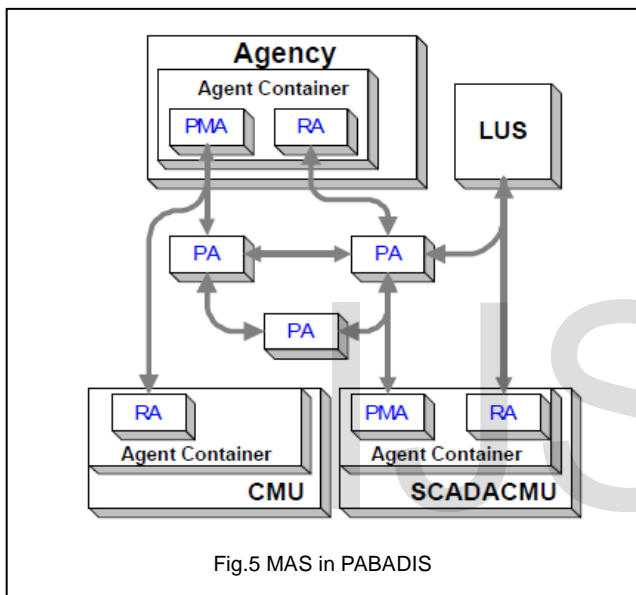 Agency
Agent Container
PMA RA
LUS
PA PA
PA
RA
Agent Container
CMU
PMA RA
Agent Container
SCADACMU
IJS
Fig.5 MAS in PABADIS